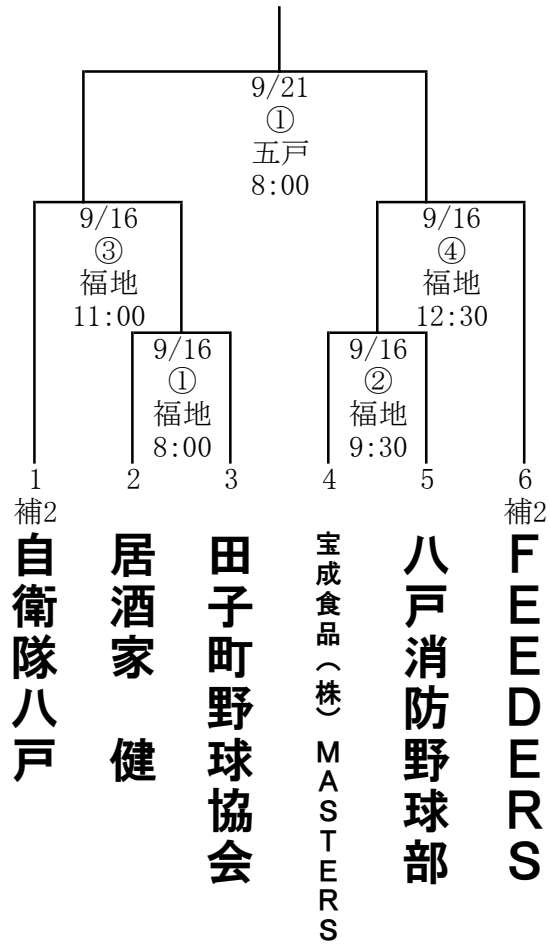 9/21
①
五戸
8:00
9/16
③
福地
11:00
9/16
④
福地
12:30
9/16
①
福地
8:00
9/16
②
福地
9:30
1
2
3
4
5
6
補2
補2
自衛隊八戸
居酒家　健
田子町野球協会
宝成食品（株）MASTERS
八戸消防野球部
FEEDERS